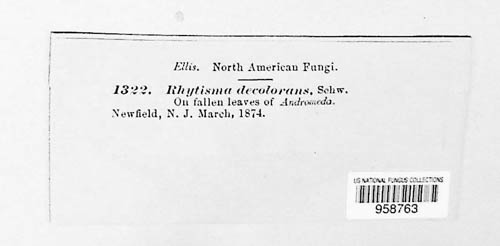 Ellis. North American Fungi.
1322. Rhytisma decolorans, Schw.
On fallen leaves of Andromeda.
Newfield, N. J. March, 1874.
US NATIONAL FUNGUS COLLECTIONS
958763